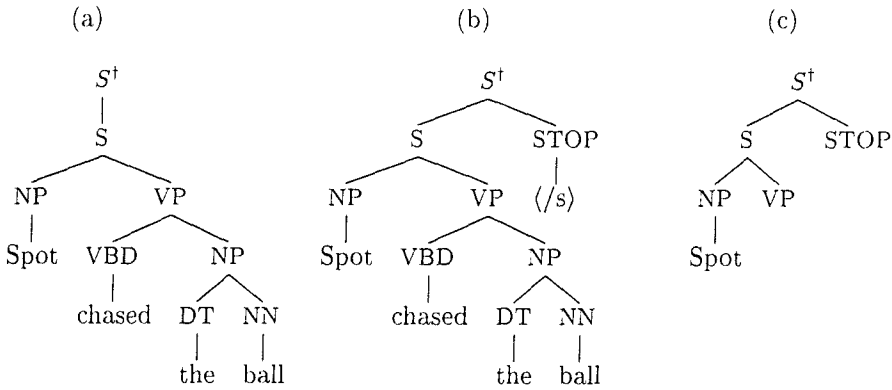 (a) (b) (c)
S† S† S†
S S STOP S STOP
NP VP NP VP ⟨/s⟩ NP VP
Spot VBD NP Spot VBD NP Spot
chased DT NN chased DT NN
the ball the ball